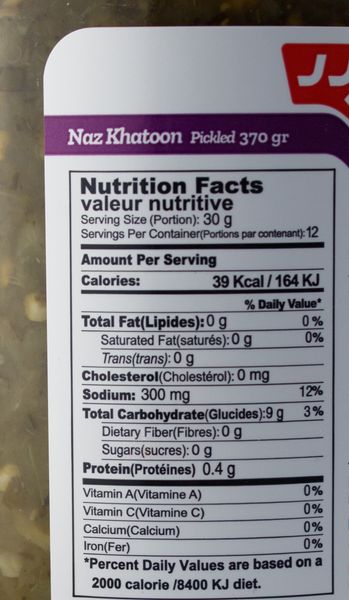 Naz Khatoon Pickled 370 gr
Nutrition Facts
valeur nutritive
Serving Size (Portion): 30 g
Servings Per Container(Portions par contenant):12
Amount Per Serving
Calories: 39 Kcal / 164 KJ
% Daily Value*
Total Fat(Lipides): 0 g 0 %
Saturated Fat(saturés): 0 g 0%
Trans(trans): 0 g
Cholesterol(Cholestérol): 0 mg
Sodium: 300 mg 12%
Total Carbohydrate(Glucides):9 g 3 %
Dietary Fiber(Fibres): 0 g
Sugars(sucres): 0 g
Protein(Protéines) 0.4 g
Vitamin A(Vitamine A) 0%
Vitamin C(Vitamine C) 0%
Calcium(Calcium) 0%
Iron(Fer) 0%
*Percent Daily Values are based on a
2000 calorie /8400 KJ diet.